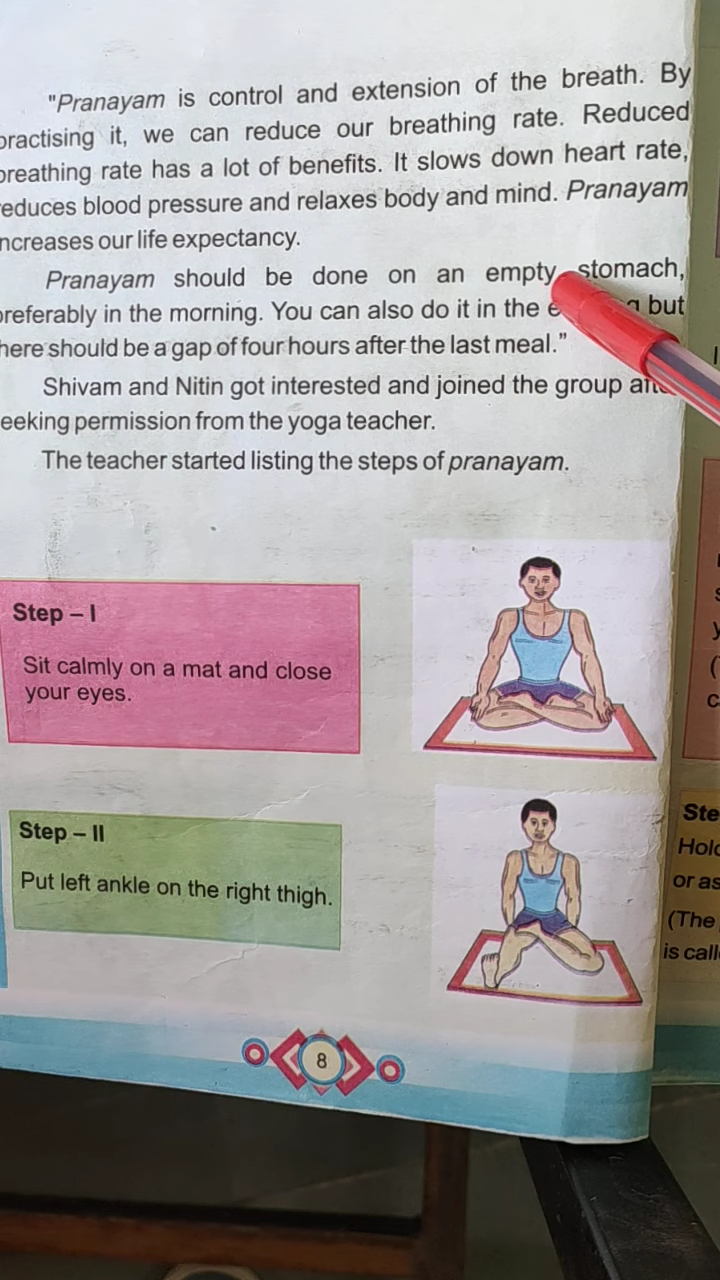 "Pranayam is control and extension of the breath. By
practising it, we can reduce our breathing rate. Reduced
breathing rate has a lot of benefits. It slows down heart rate,
reduces blood pressure and relaxes body and mind. Pranayam
increases our life expectancy.
Pranayam should be done on an empty stomach,
preferably in the morning. You can also do it in the but
there should be a gap of four hours after the last meal."
Shivam and Nitin got interested and joined the group
seeking permission from the yoga teacher.
The teacher started listing the steps of pranayam.
Step – I
Sit calmly on a mat and close
your eyes.
Step – II
Put left ankle on the right thigh.
8
or as
(The